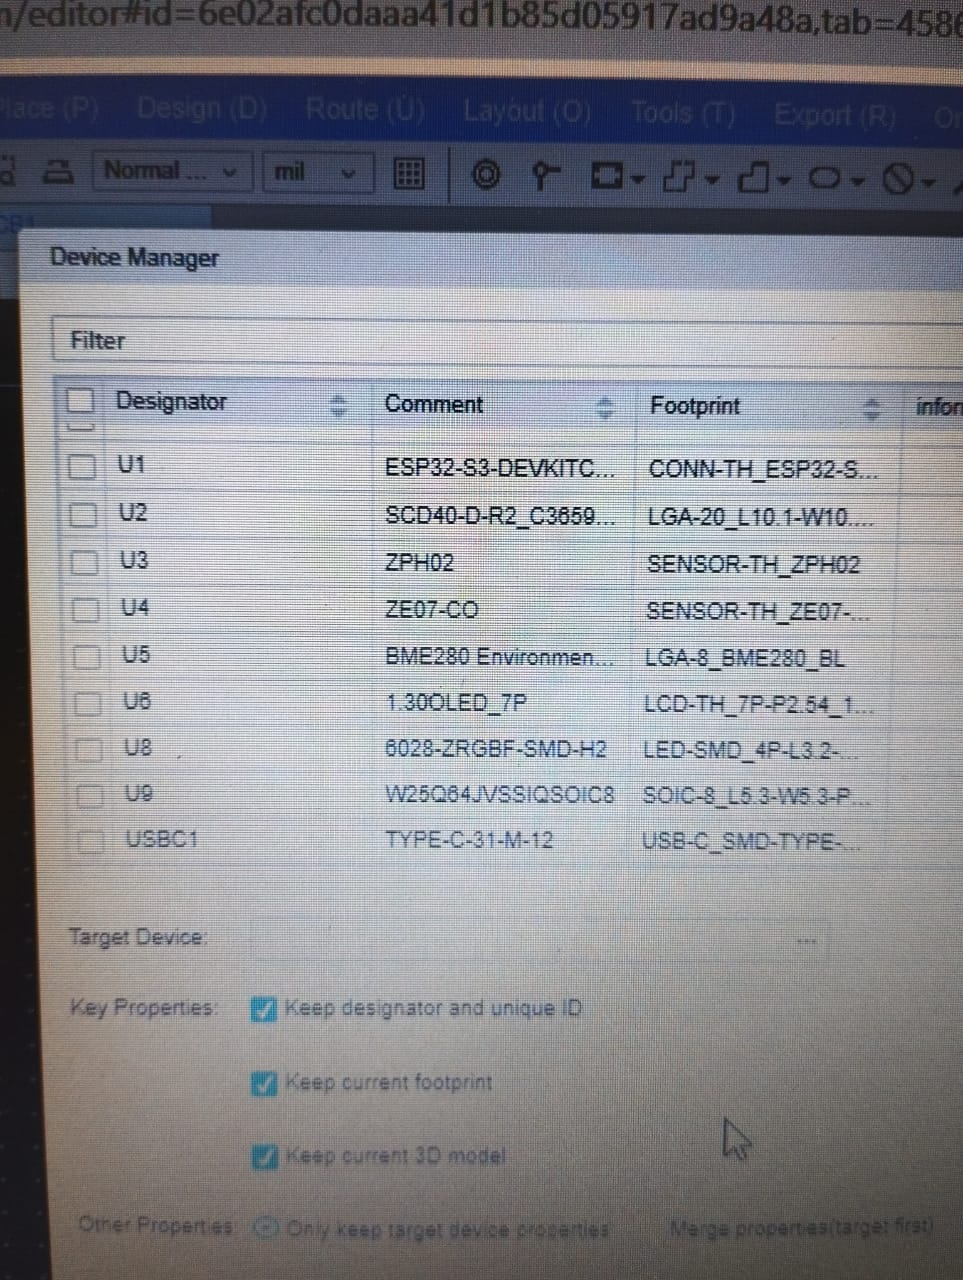 n/editor#id=6e02afc0daaa41d1b85d05917ad9a48a,tab=4586
Place (P) Design (D) Route (U) Layout (O) Tools (T) Export (R) Or
Normal ... mil
CB1
Device Manager
Filter
Designator Comment Footprint infor
U1 ESP32-S3-DEVKITC... CONN-TH_ESP32-S...
U2 SCD40-D-R2_C3659... LGA-20_L10.1-W10....
U3 ZPH02 SENSOR-TH_ZPH02
U4 ZE07-CO SENSOR-TH_ZE07-...
U5 BME280 Environmen... LGA-8_BME280_BL
U6 1.30OLED_7P LCD-TH_7P-P2.54_1...
U8 6028-ZRGBF-SMD-H2 LED-SMD_4P-L3.2-...
U9 W25Q64JVSSIQSOIC8 SOIC-8_L5.3-W5.3-P...
USBC1 TYPE-C-31-M-12 USB-C_SMD-TYPE-...
Target Device: ...
Key Properties: Keep designator and unique ID
Keep current footprint
Keep current 3D model
Other Properties Only keep target device properties Merge properties(target first)